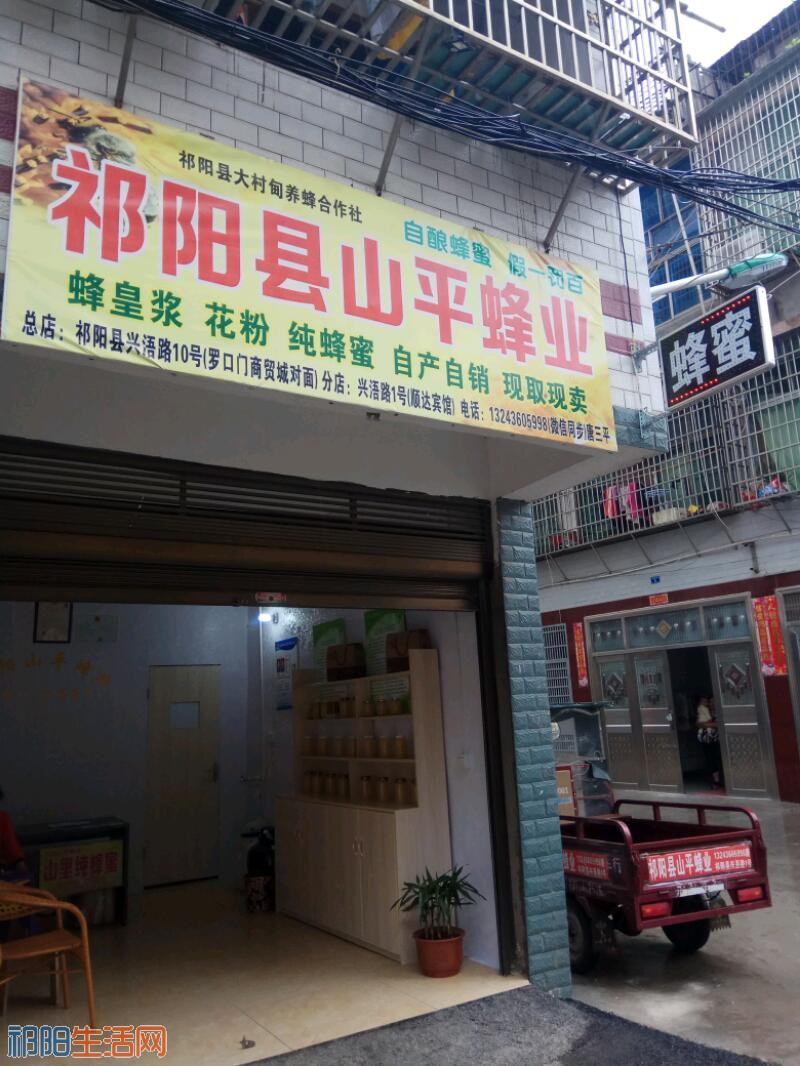 祁阳县大村甸养蜂合作社
自酿蜂蜜 假一罚百
祁阳县山平蜂业
蜂皇浆 花粉 纯蜂蜜 自产自销 现取现卖
总店：祁阳县兴浯路10号(罗口门商贸城对面) 分店：兴浯路1号(顺达宾馆) 电话：13243605998(微信同步)唐三平
蜂蜜
山里纯蜂蜜
祁阳县山平蜂业
祁阳生活网